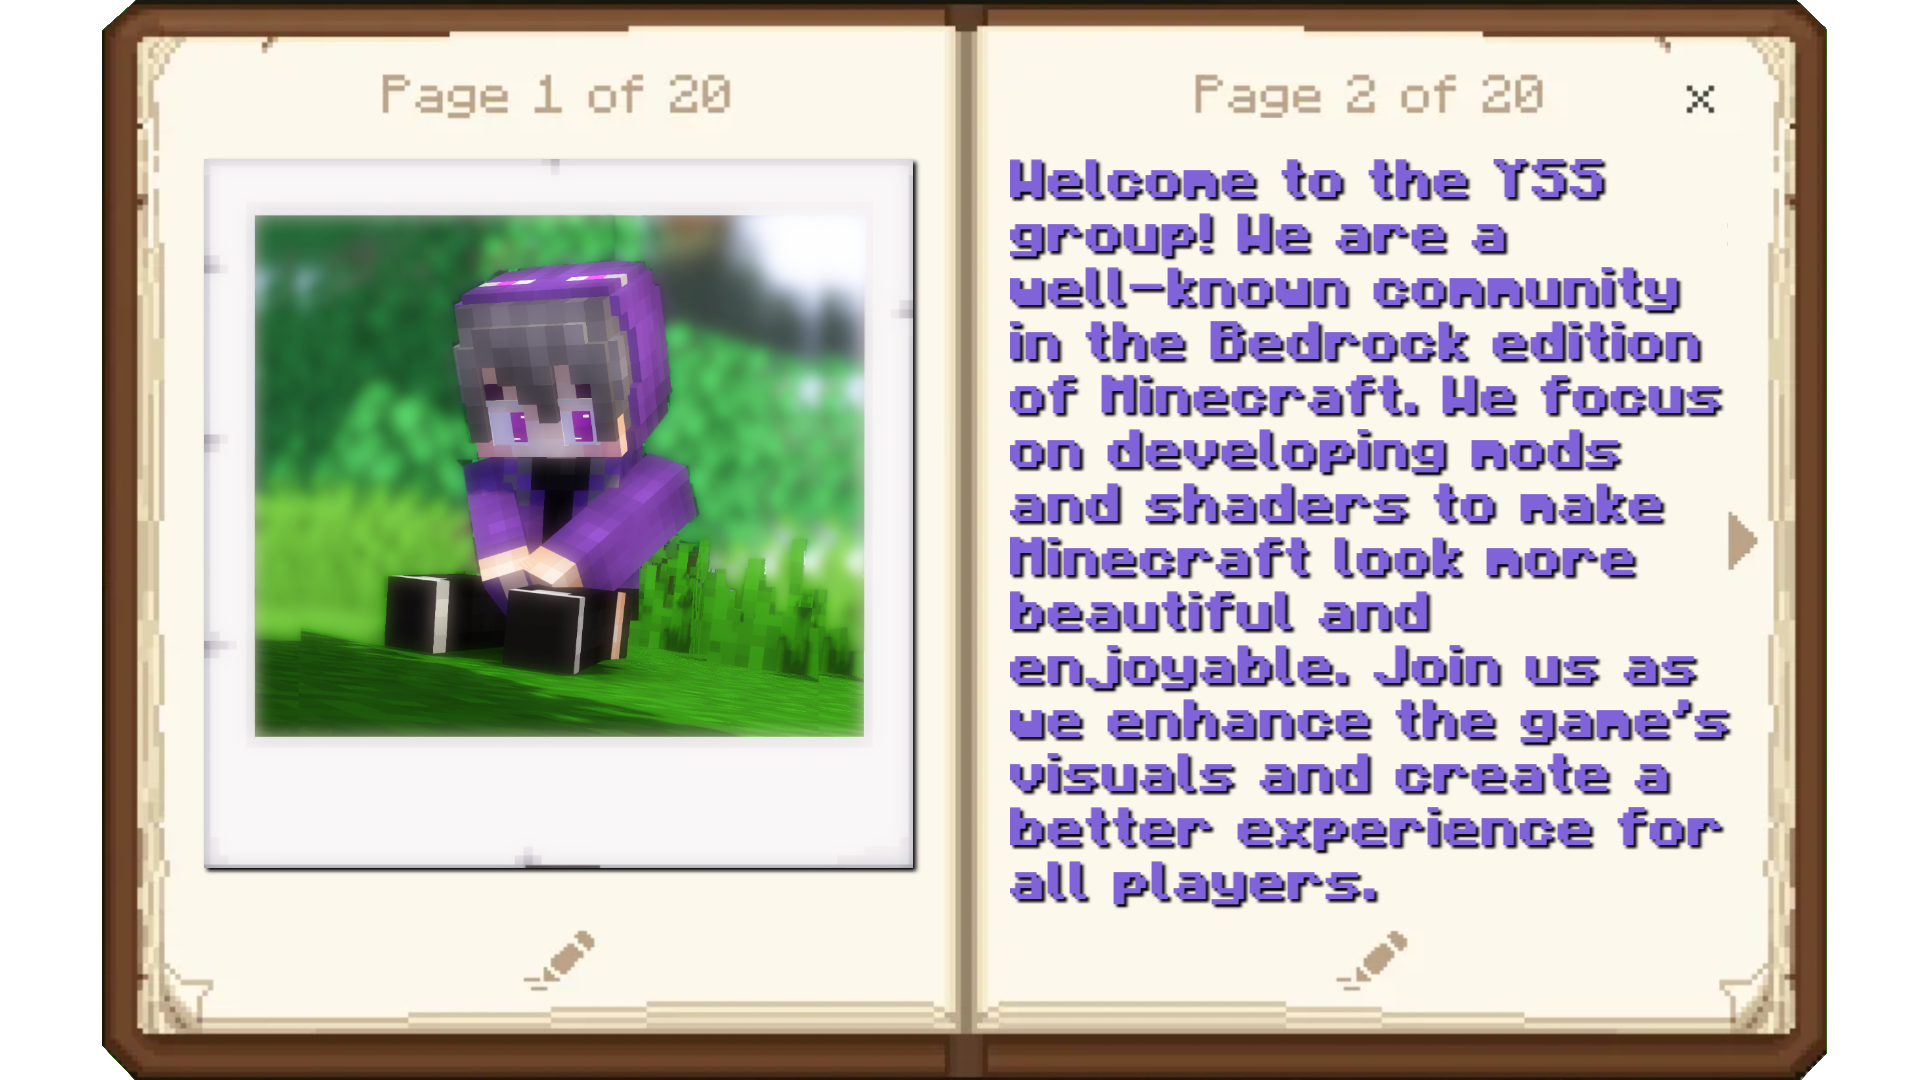 Page 1 of 20
Page 2 of 20
Welcome to the YSS
group! We are a
well-known community
in the Bedrock edition
of Minecraft. We focus
on developing mods
and shaders to make
Minecraft look more
beautiful and
enjoyable. Join us as
we enhance the game's
visuals and create a
better experience for
all players.